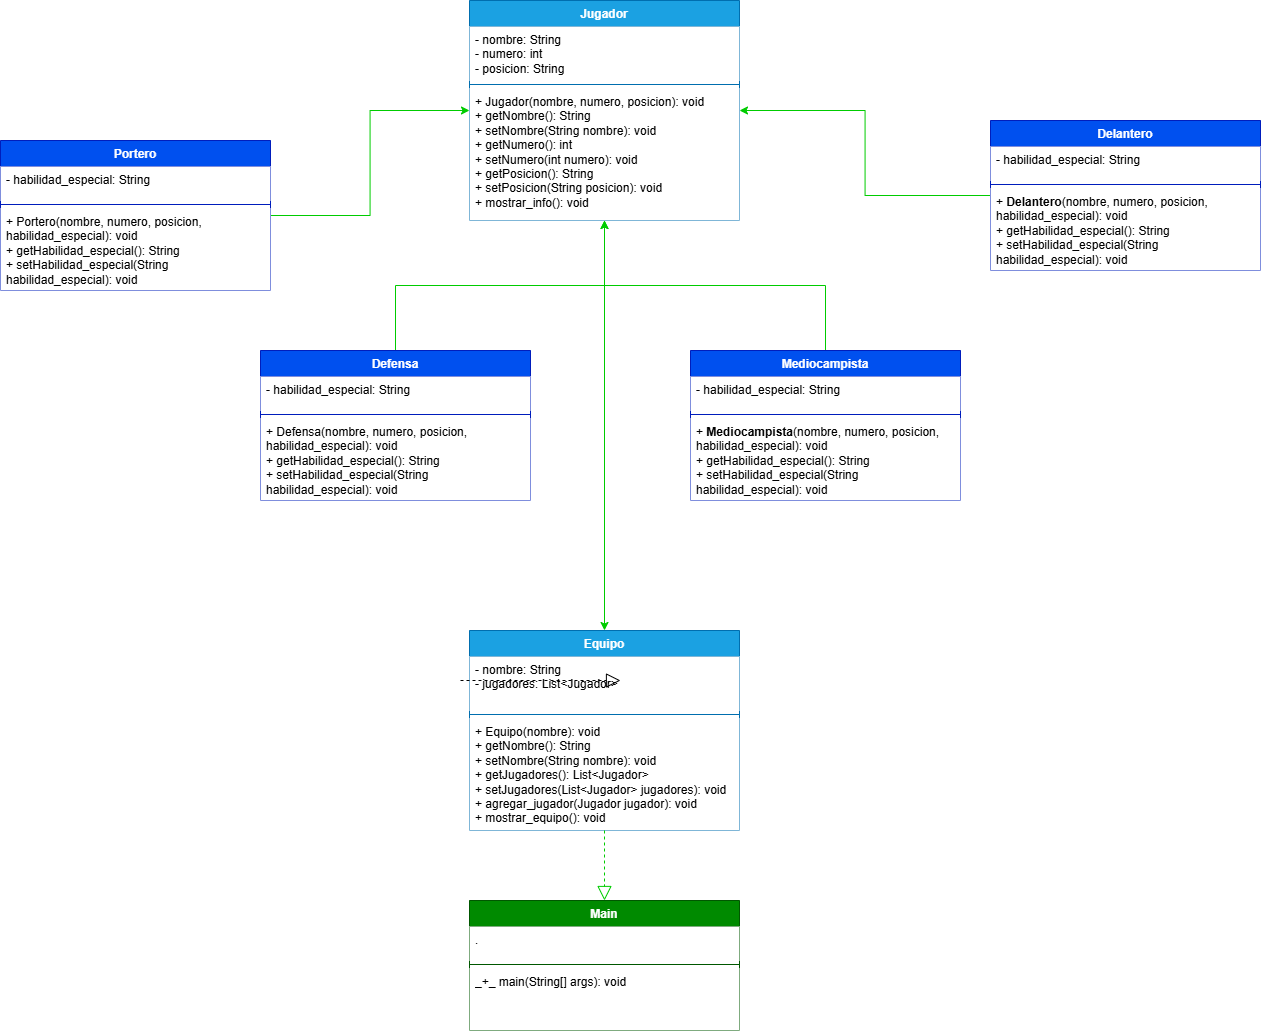 Jugador
- nombre: String
- numero: int
- posicion: String
+ Jugador(nombre, numero, posicion): void
+ getNombre(): String
+ setNombre(String nombre): void
+ getNumero(): int
+ setNumero(int numero): void
+ getPosicion(): String
+ setPosicion(String posicion): void
+ mostrar_info(): void
Portero
- habilidad_especial: String
+ Portero(nombre, numero, posicion,
habilidad_especial): void
+ getHabilidad_especial(): String
+ setHabilidad_especial(String
habilidad_especial): void
Delantero
- habilidad_especial: String
+ Delantero(nombre, numero, posicion,
habilidad_especial): void
+ getHabilidad_especial(): String
+ setHabilidad_especial(String
habilidad_especial): void
Defensa
- habilidad_especial: String
+ Defensa(nombre, numero, posicion,
habilidad_especial): void
+ getHabilidad_especial(): String
+ setHabilidad_especial(String
habilidad_especial): void
Mediocampista
- habilidad_especial: String
+ Mediocampista(nombre, numero, posicion,
habilidad_especial): void
+ getHabilidad_especial(): String
+ setHabilidad_especial(String
habilidad_especial): void
Equipo
- nombre: String
- jugadores: List<Jugador>
+ Equipo(nombre): void
+ getNombre(): String
+ setNombre(String nombre): void
+ getJugadores(): List<Jugador>
+ setJugadores(List<Jugador> jugadores): void
+ agregar_jugador(Jugador jugador): void
+ mostrar_equipo(): void
Main
.
_+_ main(String[] args): void